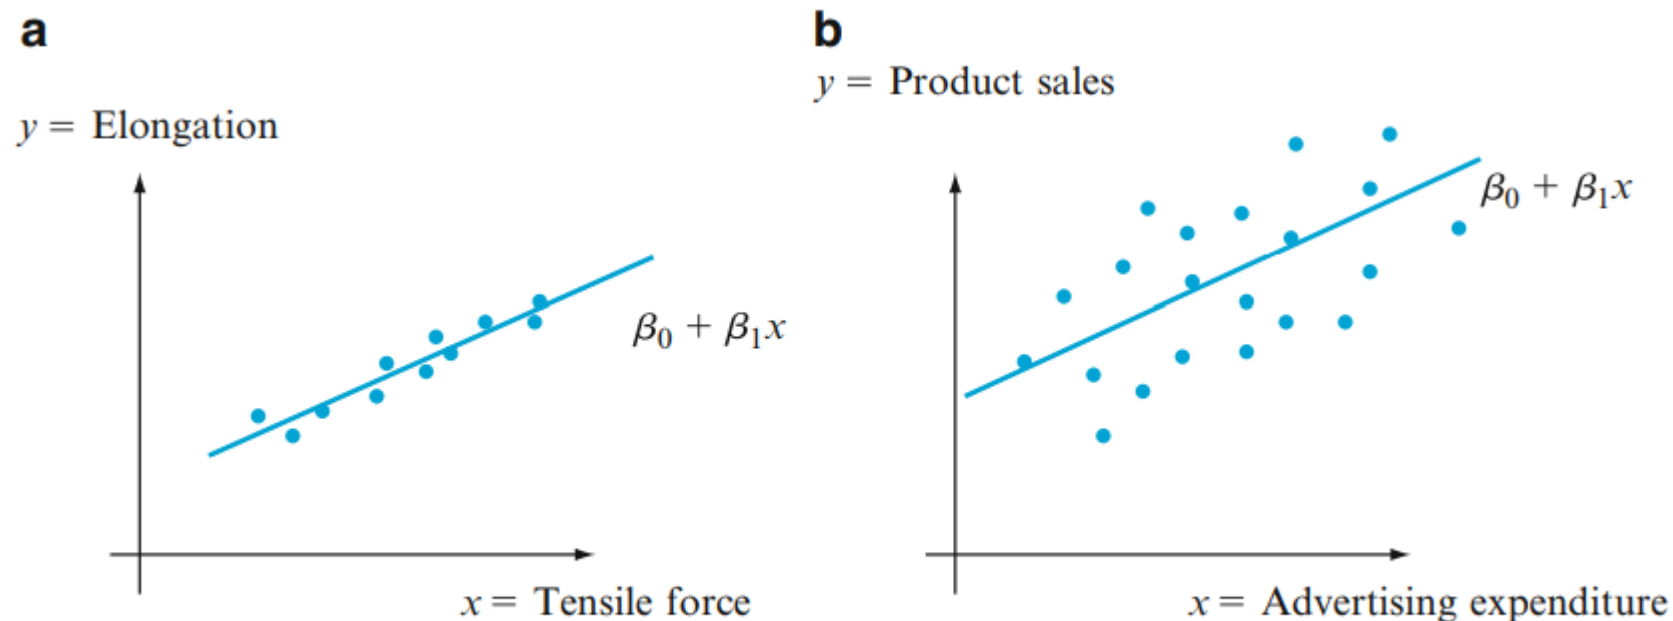 a
y = Elongation
β₀ + β₁x
x = Tensile force
b
y = Product sales
β₀ + β₁x
x = Advertising expenditure